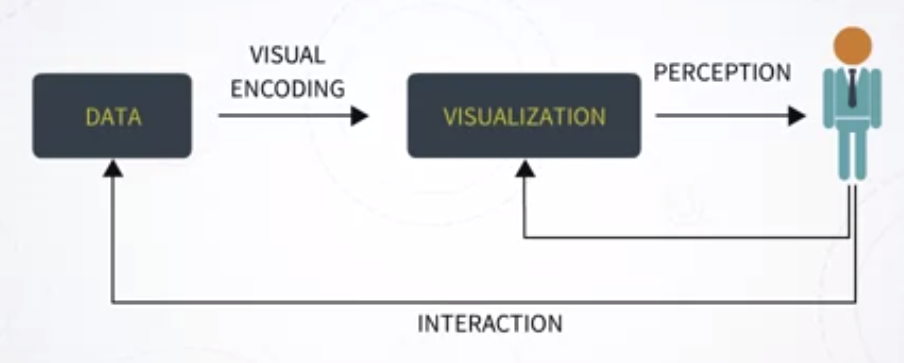 VISUAL
ENCODING
PERCEPTION
DATA
VISUALIZATION
INTERACTION